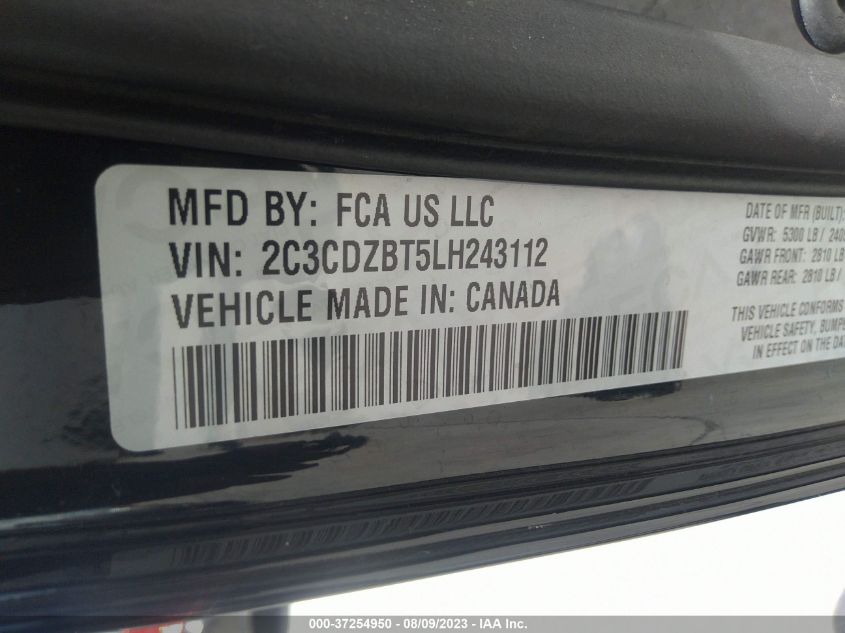 MFD BY: FCA US LLC
VIN: 2C3CDZBT5LH243112
VEHICLE MADE IN: CANADA
DATE OF MFR (BUILT):
GVWR: 5300 LB / 240
GAWR FRONT: 2810 LB
GAWR REAR: 2810 LB /
THIS VEHICLE CONFORMS
VEHICLE SAFETY, BUMPE
IN EFFECT ON THE DAT
000-37254950 - 08/09/2023 - IAA Inc.